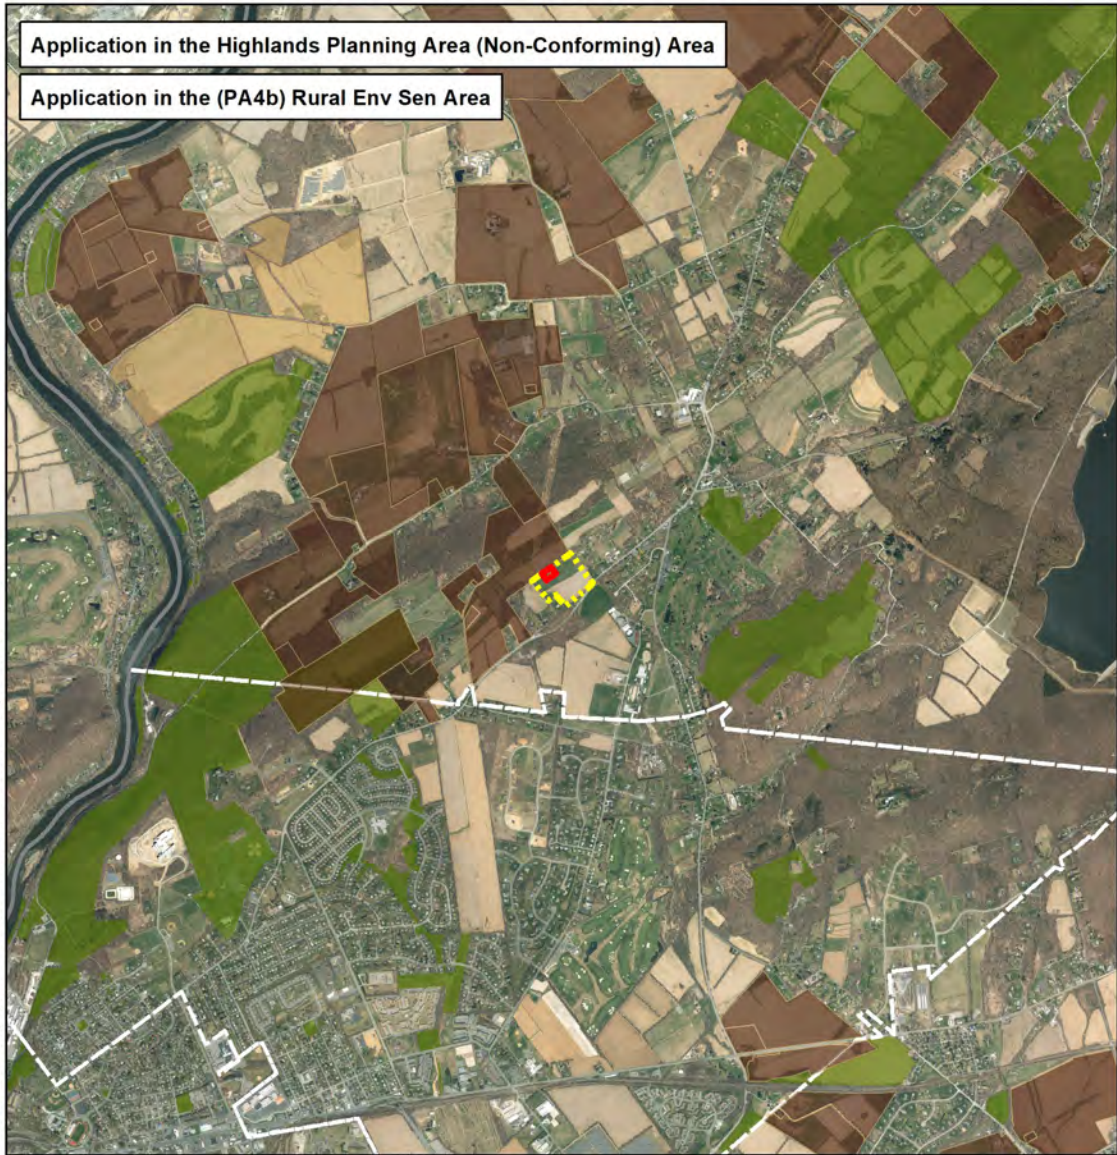 Application in the Highlands Planning Area (Non-Conforming) Area
Application in the (PA4b) Rural Env Sen Area